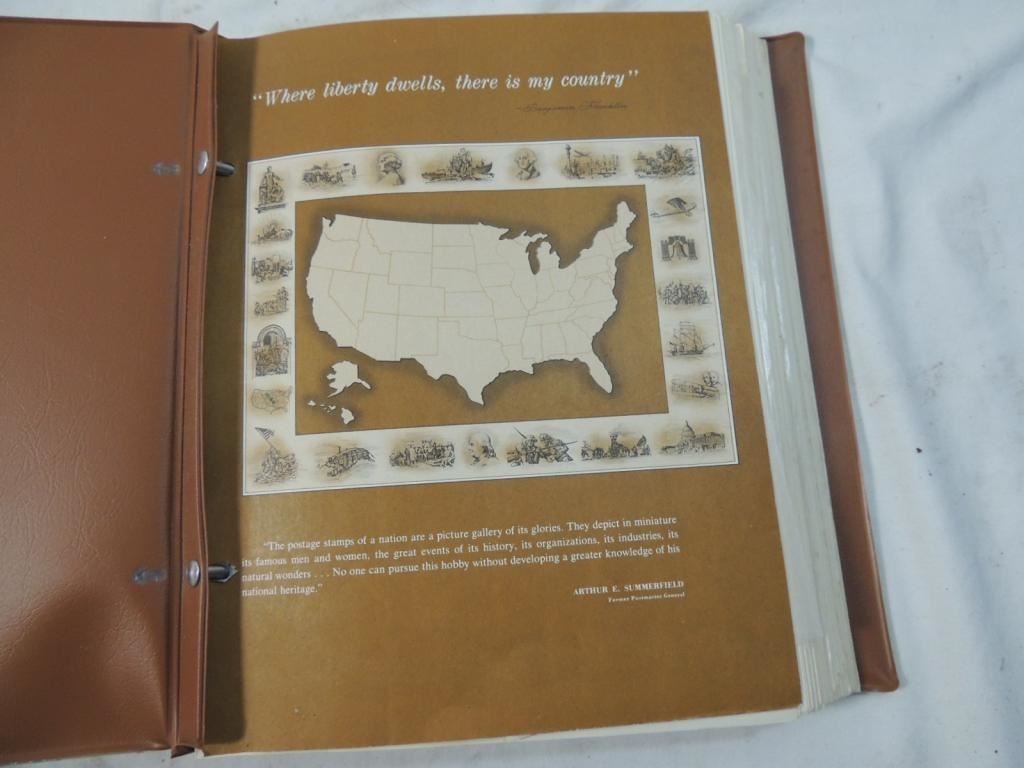 "Where liberty dwells, there is my country"
—Benjamin Franklin
"The postage stamps of a nation are a picture gallery of its glories. They depict in miniature
its famous men and women, the great events of its history, its organizations, its industries, its
natural wonders . . . No one can pursue this hobby without developing a greater knowledge of his
national heritage."
ARTHUR E. SUMMERFIELD
Former Postmaster General